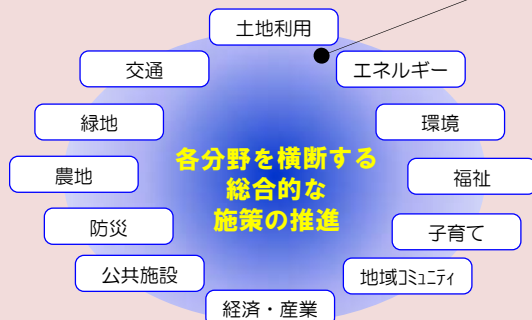 土地利用
交通
エネルギー
緑地
環境
各分野を横断する
総合的な
施策の推進
農地
福祉
防災
子育て
公共施設
地域ｺﾐｭﾆﾃｨ
経済・産業